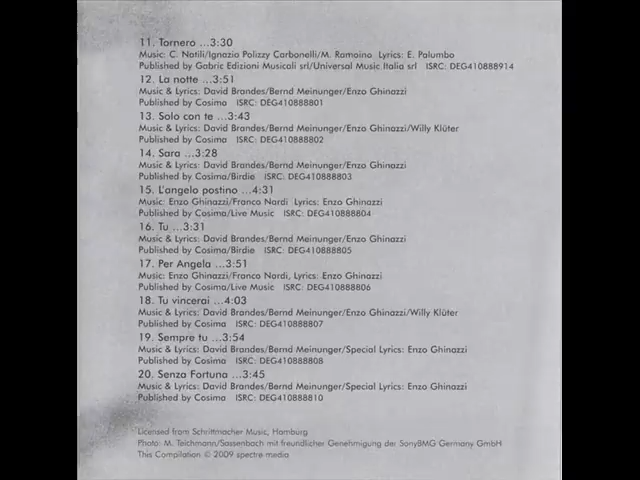 11. Tornero ...3:30
Music: C. Natili/Ignazio Polizzy Carbonelli/M. Ramoino Lyrics: E. Palumbo
Published by Gabric Edizioni Musicali srl/Universal Music Italia srl ISRC: DEG410888914
12. La notte ...3:51
Music & Lyrics: David Brandes/Bernd Meinunger/Enzo Ghinazzi
Published by Cosima ISRC: DEG410888801
13. Solo con te ...3:43
Music & Lyrics: David Brandes/Bernd Meinunger/Enzo Ghinazzi/Willy Klüter
Published by Cosima ISRC: DEG410888802
14. Sara ...3:28
Music & Lyrics: David Brandes/Bernd Meinunger/Enzo Ghinazzi
Published by Cosima/Birdie ISRC: DEG410888803
15. L'angelo postino ...4:31
Music: Enzo Ghinazzi/Franco Nardi Lyrics: Enzo Ghinazzi
Published by Cosima/Live Music ISRC: DEG410888804
16. Tu ...3:31
Music & Lyrics: David Brandes/Bernd Meinunger/Enzo Ghinazzi
Published by Cosima/Birdie ISRC: DEG410888805
17. Per Angela ...3:51
Music: Enzo Ghinazzi/Franco Nardi, Lyrics: Enzo Ghinazzi
Published by Cosima/Live Music ISRC: DEG410888806
18. Tu vincerai ...4:03
Music & Lyrics: David Brandes/Bernd Meinunger/Enzo Ghinazzi/Willy Klüter
Published by Cosima ISRC: DEG410888807
19. Sempre tu ...3:54
Music & Lyrics: David Brandes/Bernd Meinunger/Special Lyrics: Enzo Ghinazzi
Published by Cosima ISRC: DEG410888808
20. Senza Fortuna ...3:45
Music & Lyrics: David Brandes/Bernd Meinunger/Special Lyrics: Enzo Ghinazzi
Published by Cosima ISRC: DEG410888810
Licensed from Schrittmacher Music, Hamburg
Photo: M. Teichmann/Sassenbach mit freundlicher Genehmigung der SonyBMG Germany GmbH
This Compilation © 2009 spectre media